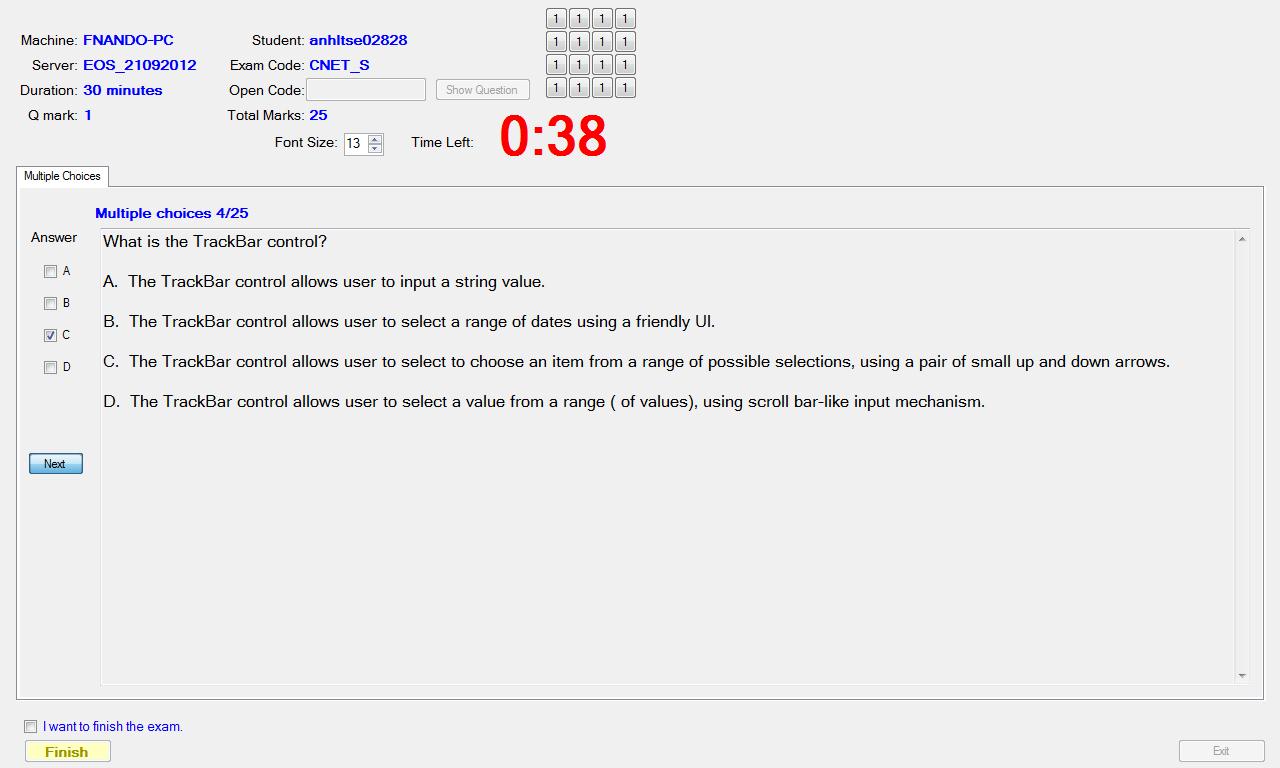 Machine: FNANDO-PC Student: anhltse02828
Server: EOS_21092012 Exam Code: CNET_S
Duration: 30 minutes Open Code: Show Question
Q mark: 1 Total Marks: 25
Font Size: 13 Time Left: 0:38
1 1 1 1
1 1 1 1
1 1 1 1
1 1 1 1
Multiple Choices
Multiple choices 4/25
Answer
A
B
C
D
Next
What is the TrackBar control?
A. The TrackBar control allows user to input a string value.
B. The TrackBar control allows user to select a range of dates using a friendly UI.
C. The TrackBar control allows user to select to choose an item from a range of possible selections, using a pair of small up and down arrows.
D. The TrackBar control allows user to select a value from a range ( of values), using scroll bar-like input mechanism.
I want to finish the exam.
Finish
Exit